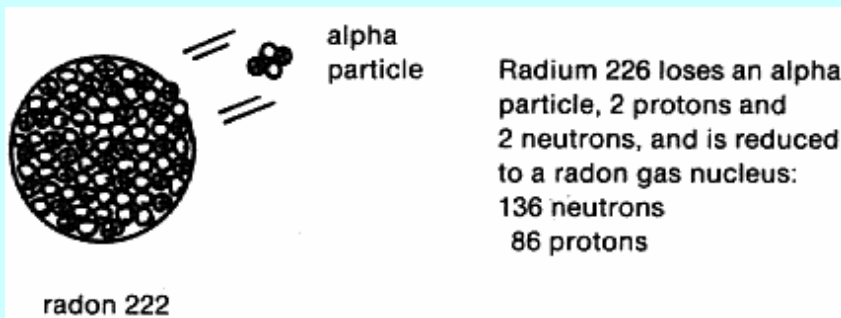 alpha
particle
Radium 226 loses an alpha
particle, 2 protons and
2 neutrons, and is reduced
to a radon gas nucleus:
136 neutrons
86 protons
radon 222